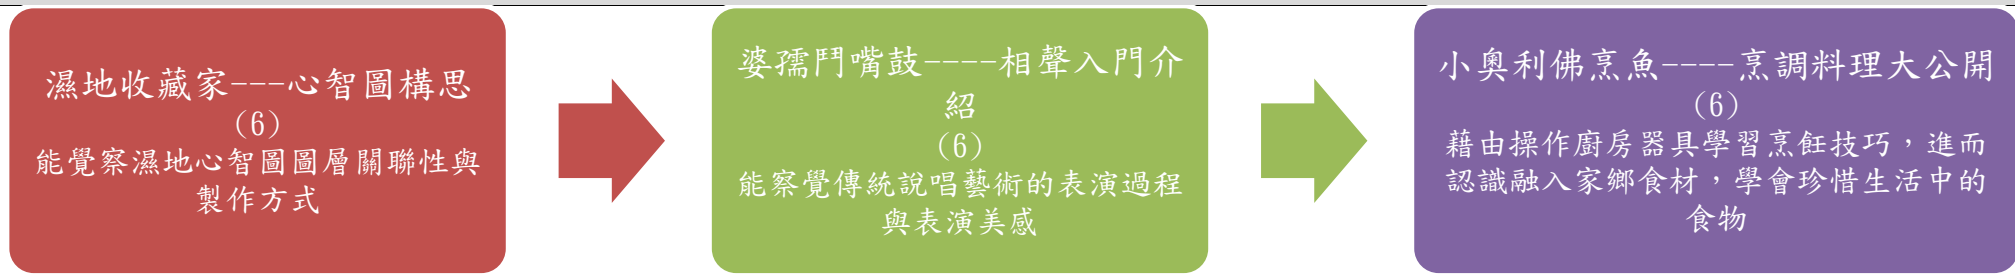 濕地收藏家---心智圖構思
(6)
能覺察濕地心智圖圖層關聯性與
製作方式
婆孺鬥嘴鼓----相聲入門介
紹
(6)
能察覺傳統說唱藝術的表演過程
與表演美感
小奧利佛烹魚----烹調料理大公開
(6)
藉由操作廚房器具學習烹飪技巧，進而
認識融入家鄉食材，學會珍惜生活中的
食物